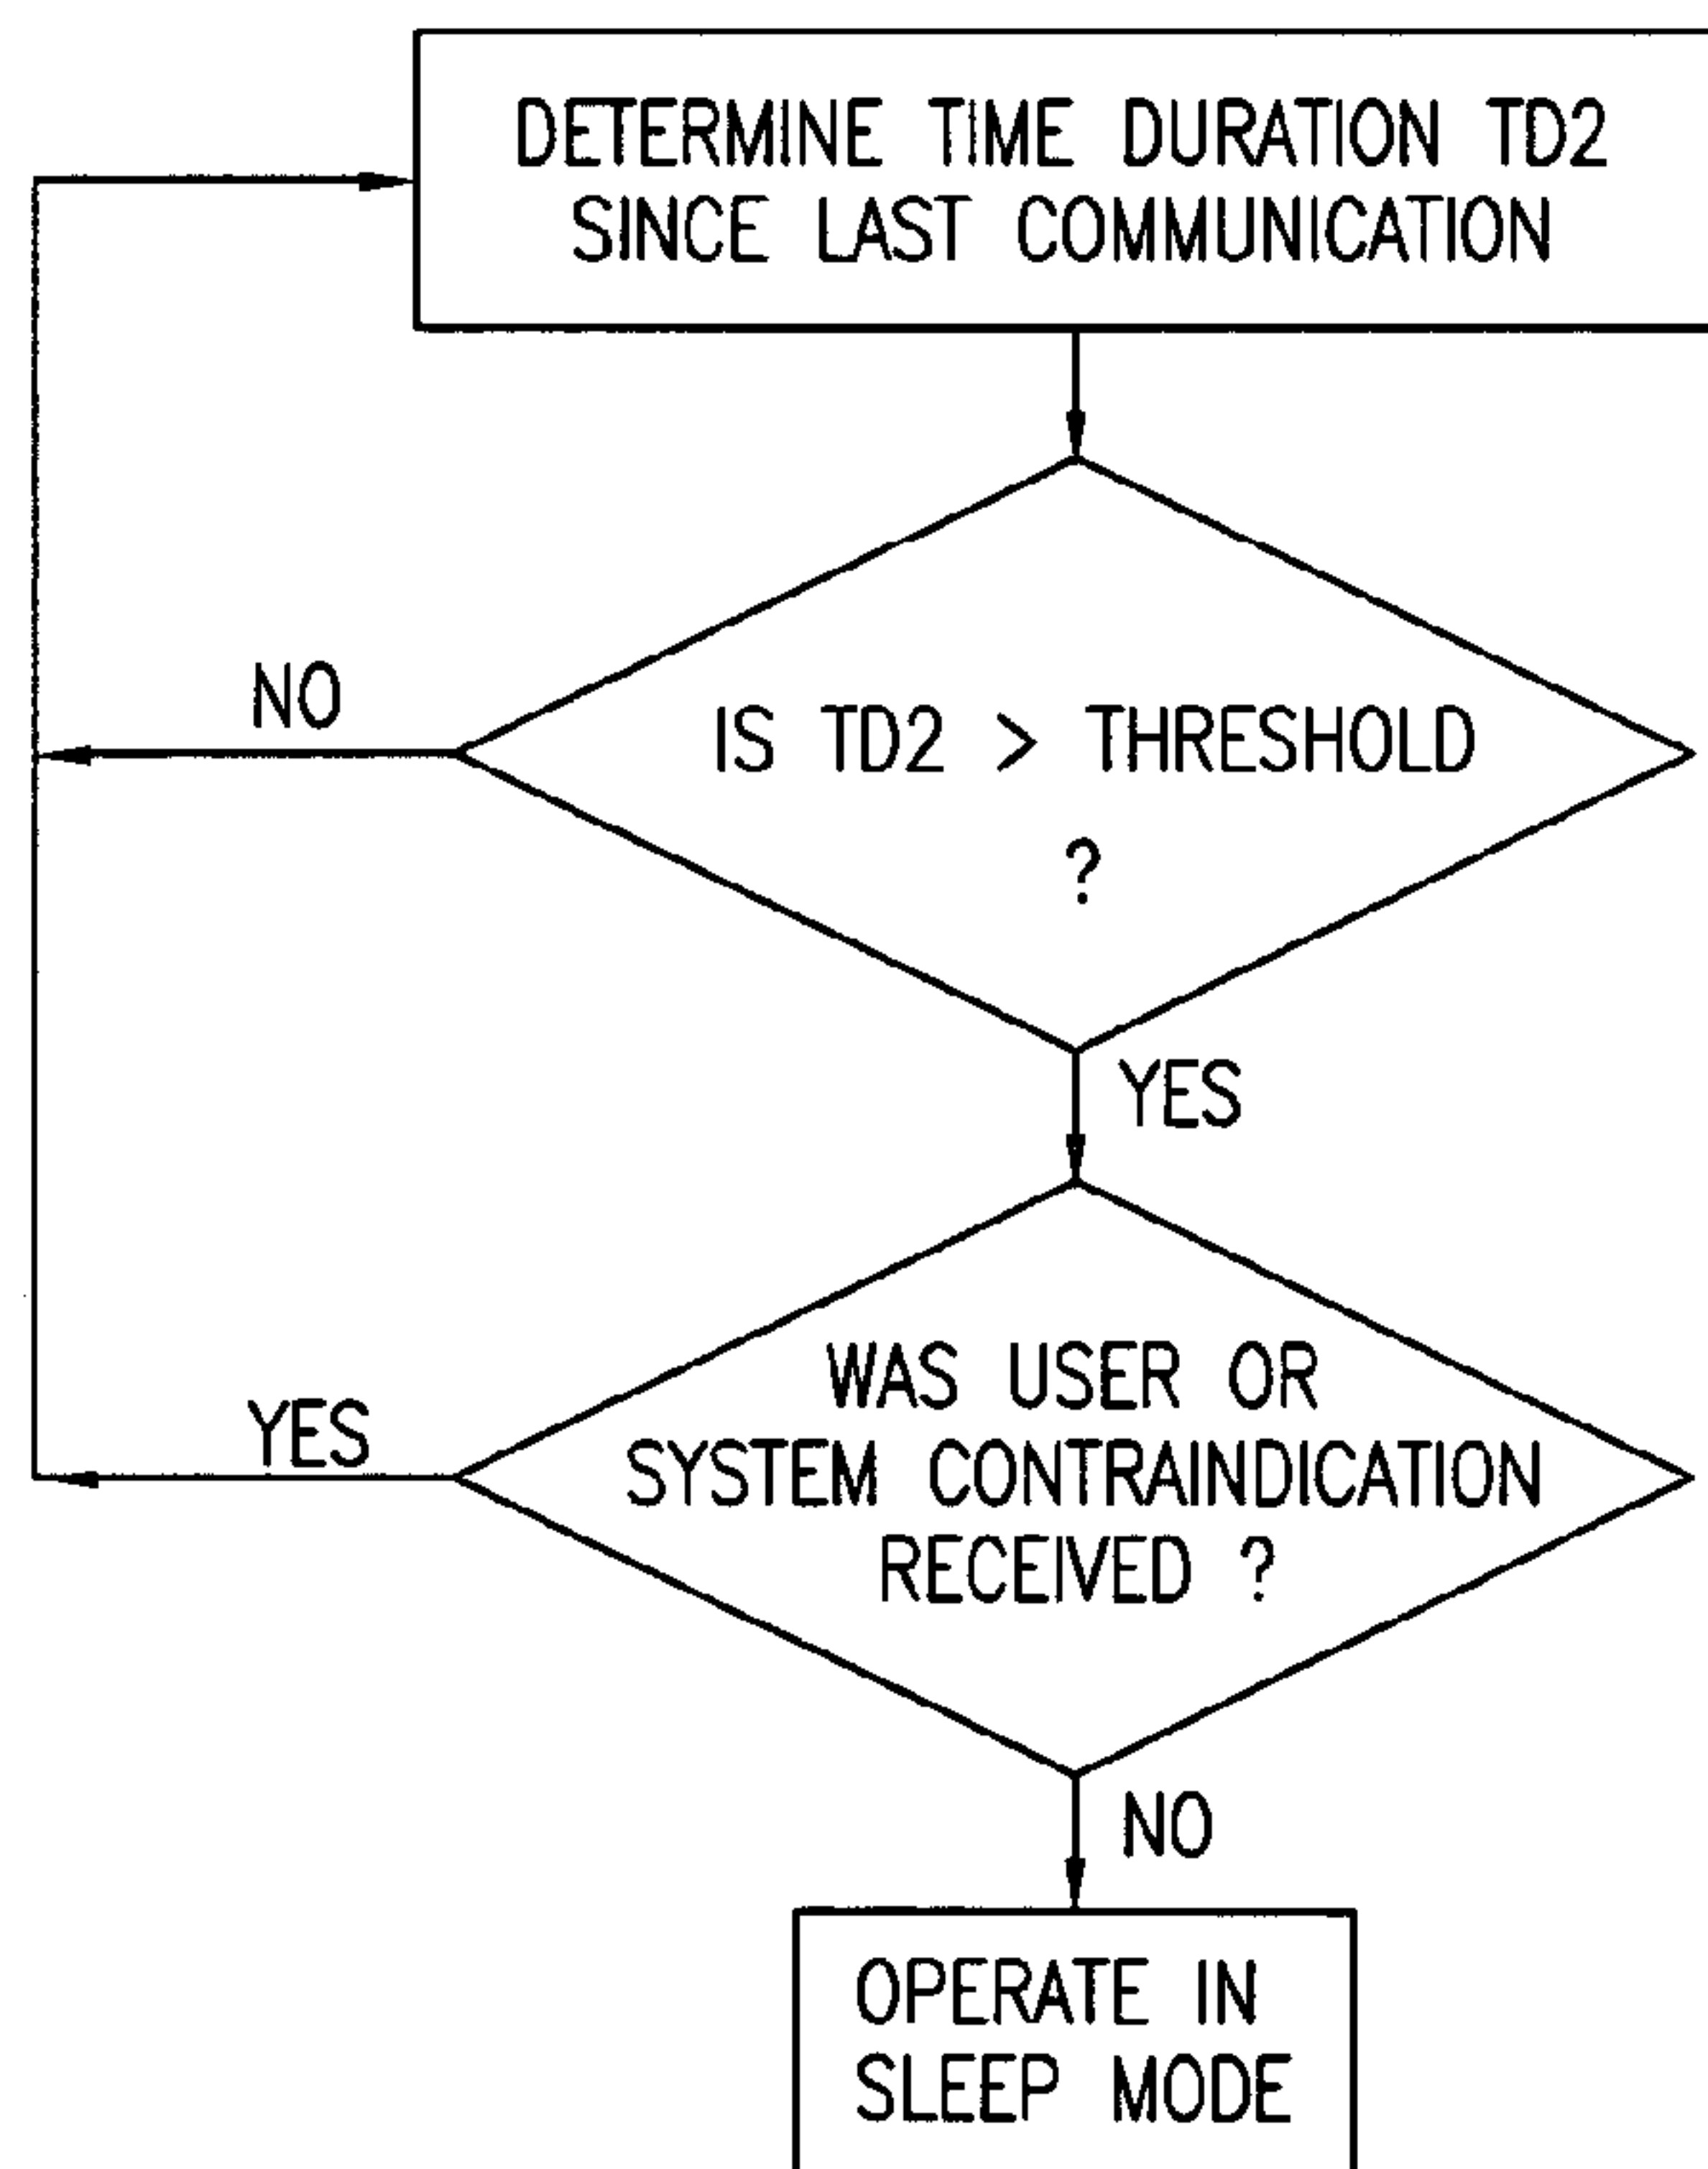 DETERMINE TIME DURATION TD2
SINCE LAST COMMUNICATION
NO
IS TD2 > THRESHOLD
?
YES
WAS USER OR
SYSTEM CONTRAINDICATION
RECEIVED ?
YES
NO
OPERATE IN
SLEEP MODE